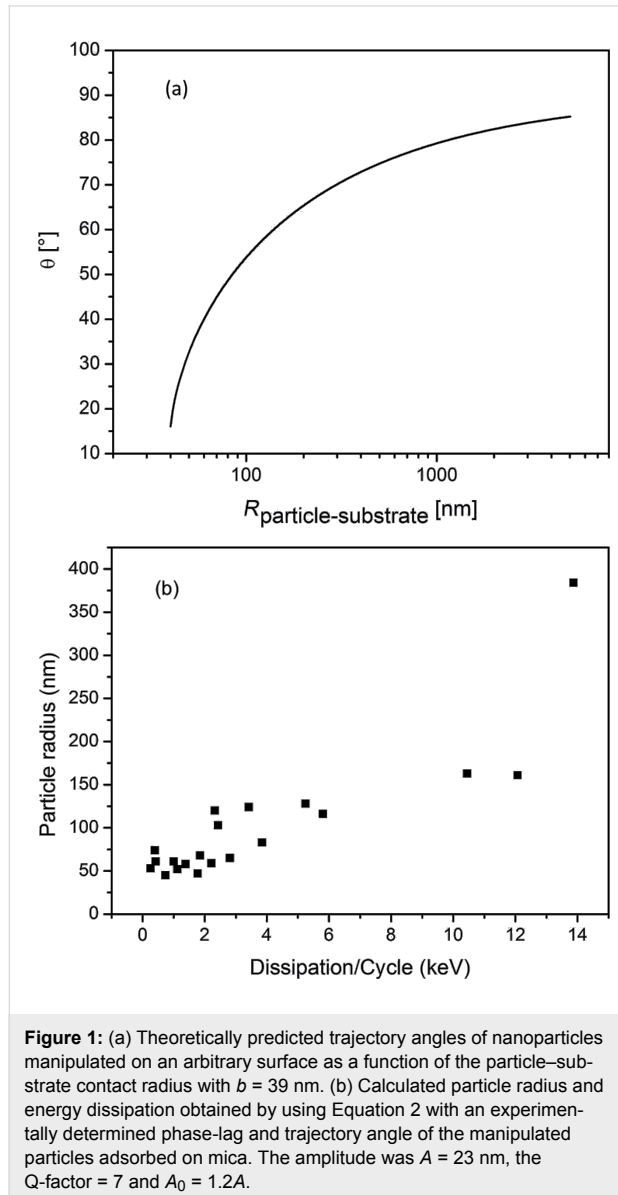 100
90
80
70
60
50
40
30
20
10
θ [°]
(a)
100
1000
R particle-substrate [nm]
400
350
300
250
200
150
100
50
0
Particle radius (nm)
(b)
0
2
4
6
8
10
12
14
Dissipation/Cycle (keV)
Figure 1: (a) Theoretically predicted trajectory angles of nanoparticles
manipulated on an arbitrary surface as a function of the particle–sub-
strate contact radius with b = 39 nm. (b) Calculated particle radius and
energy dissipation obtained by using Equation 2 with an experimen-
tally determined phase-lag and trajectory angle of the manipulated
particles adsorbed on mica. The amplitude was A = 23 nm, the
Q-factor = 7 and A0 = 1.2A.